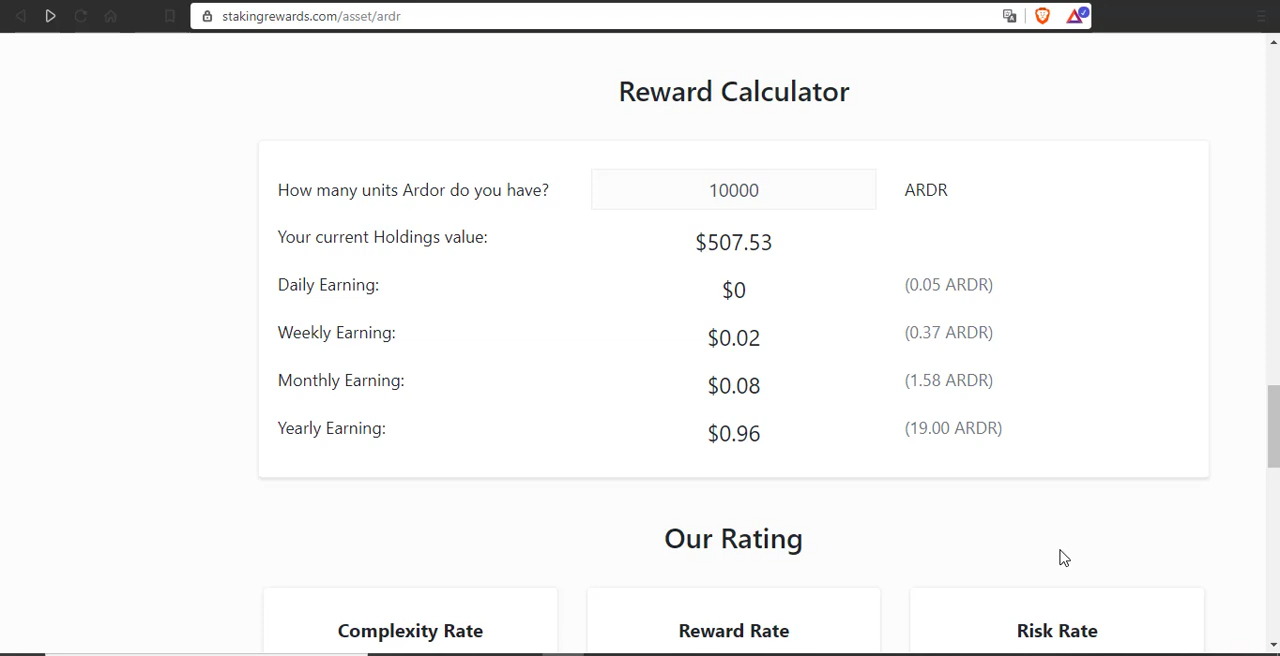 stakingrewards.com/asset/ardr
Reward Calculator
How many units Ardor do you have? 10000 ARDR
Your current Holdings value: $507.53
Daily Earning: $0 (0.05 ARDR)
Weekly Earning: $0.02 (0.37 ARDR)
Monthly Earning: $0.08 (1.58 ARDR)
Yearly Earning: $0.96 (19.00 ARDR)
Our Rating
Complexity Rate Reward Rate Risk Rate